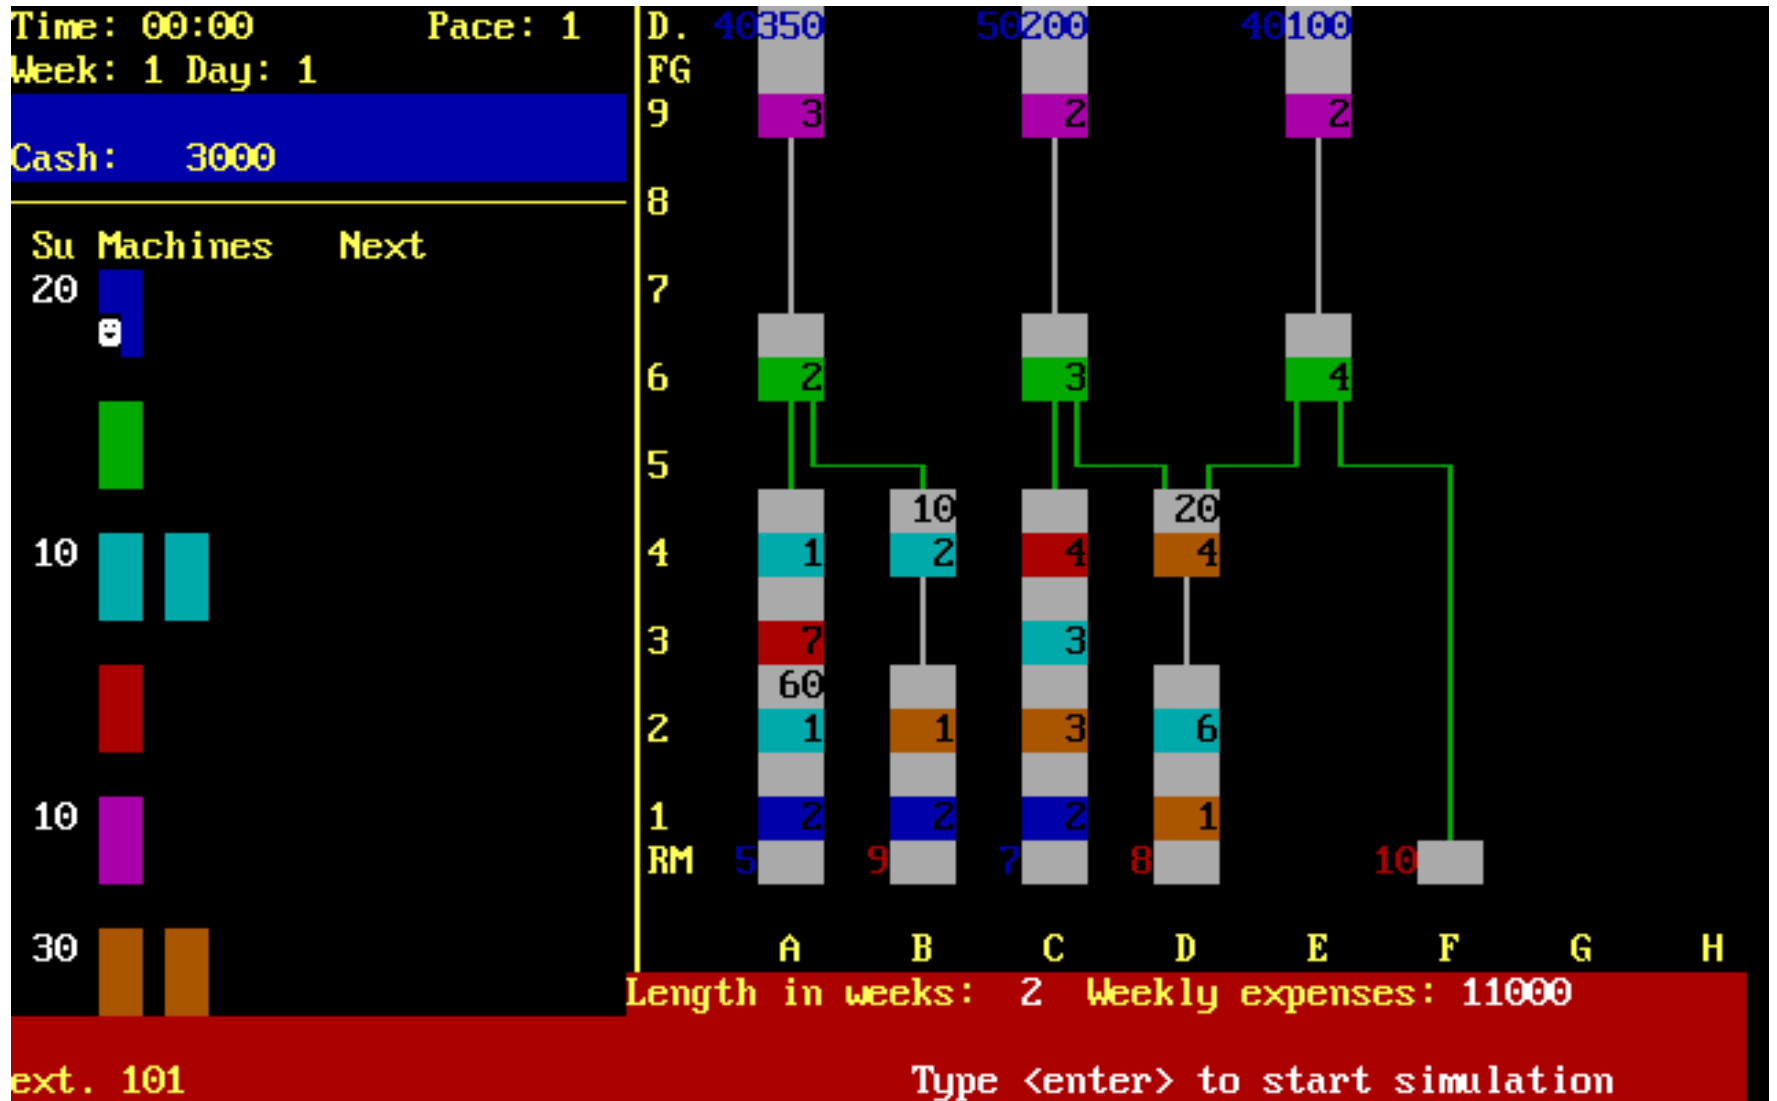 Time: 00:00 Pace: 1
Week: 1 Day: 1
Cash: 3000
Su Machines Next
20
10
10
30
D. 40350 50200 40100
FG
9 3 2 2
8
7
6 2 3 4
5
10 20
4 1 2 4 4
3 7 3
60
2 1 1 3 6
1 2 2 2 1
RM 5 9 7 8 10
A B C D E F G H
Length in weeks: 2 Weekly expenses: 11000
ext. 101 Type <enter> to start simulation